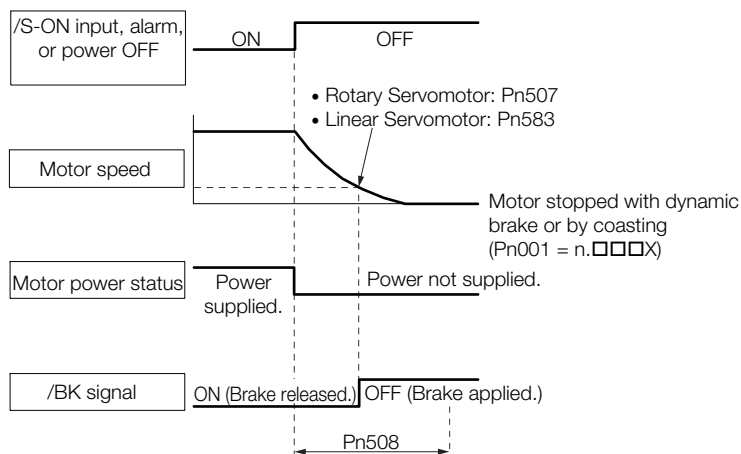 /S-ON input, alarm,
or power OFF
ON
OFF
• Rotary Servomotor: Pn507
• Linear Servomotor: Pn583
Motor speed
Motor stopped with dynamic
brake or by coasting
(Pn001 = n.□□□X)
Motor power status
Power
supplied.
Power not supplied.
/BK signal
ON (Brake released.)
OFF (Brake applied.)
Pn508